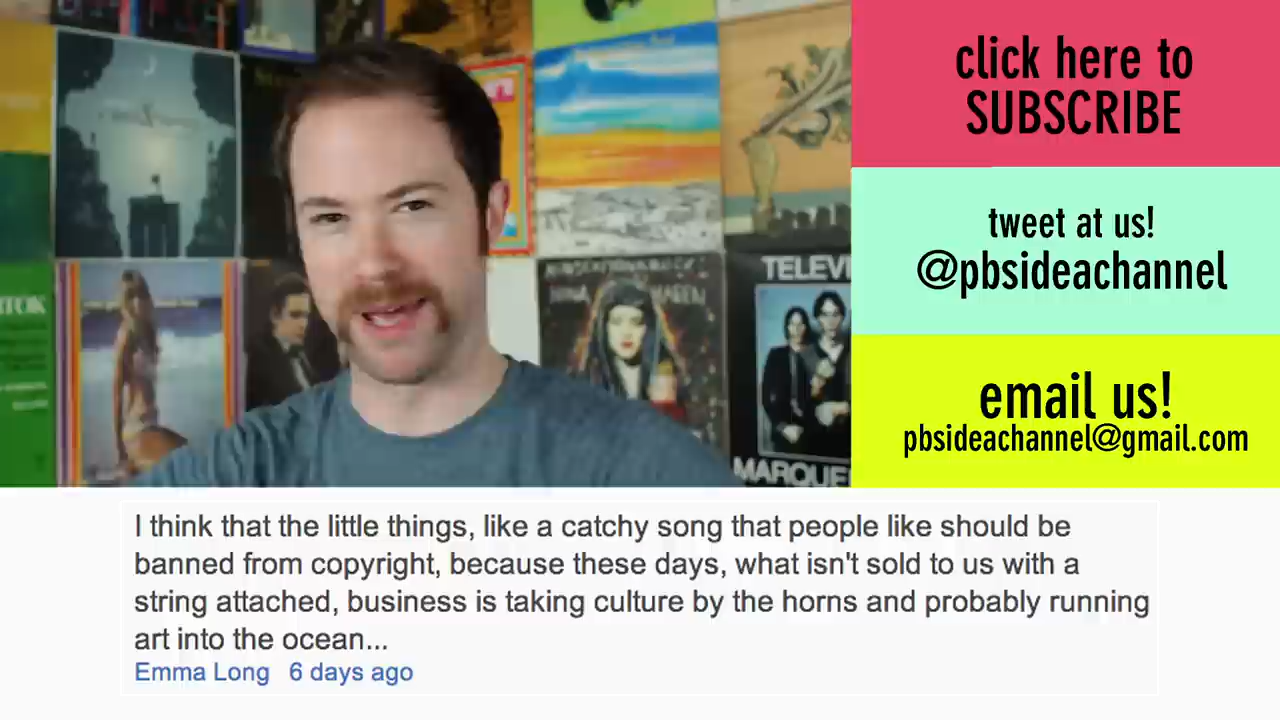 click here to
SUBSCRIBE
tweet at us!
@pbsideachannel
email us!
pbsideachannel@gmail.com
TELEVI
MARQUE
I think that the little things, like a catchy song that people like should be
banned from copyright, because these days, what isn't sold to us with a
string attached, business is taking culture by the horns and probably running
art into the ocean...
Emma Long 6 days ago